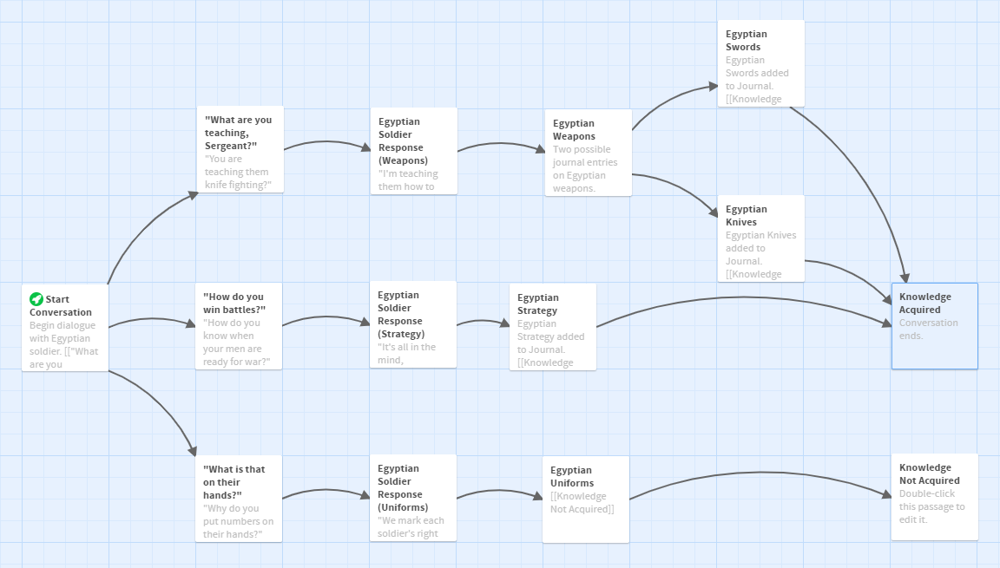 Egyptian
Swords
Egyptian
Swords added
to Journal.
[[Knowledge
"What are you
teaching,
Sergeant?"
"You are
teaching them
knife fighting?"
Egyptian
Soldier
Response
(Weapons)
"I'm teaching
them how to
Egyptian
Weapons
Two possible
journal entries
on Egyptian
weapons.
Egyptian
Knives
Egyptian Knives
added to
Journal.
[[Knowledge
Start
Conversation
Begin dialogue
with Egyptian
soldier. [["What
are you
"How do you
win battles?"
"How do you
know when
your men are
ready for war?"
Egyptian
Soldier
Response
(Strategy)
"It's all in the
mind,
Egyptian
Strategy
Egyptian
Strategy added
to Journal.
[[Knowledge
Knowledge
Acquired
Conversation
ends.
"What is that
on their
hands?"
"Why do you
put numbers on
their hands?"
Egyptian
Soldier
Response
(Uniforms)
"We mark each
soldier's right
Egyptian
Uniforms
[[Knowledge
Not Acquired]]
Knowledge
Not Acquired
Double-click
this passage to
edit it.